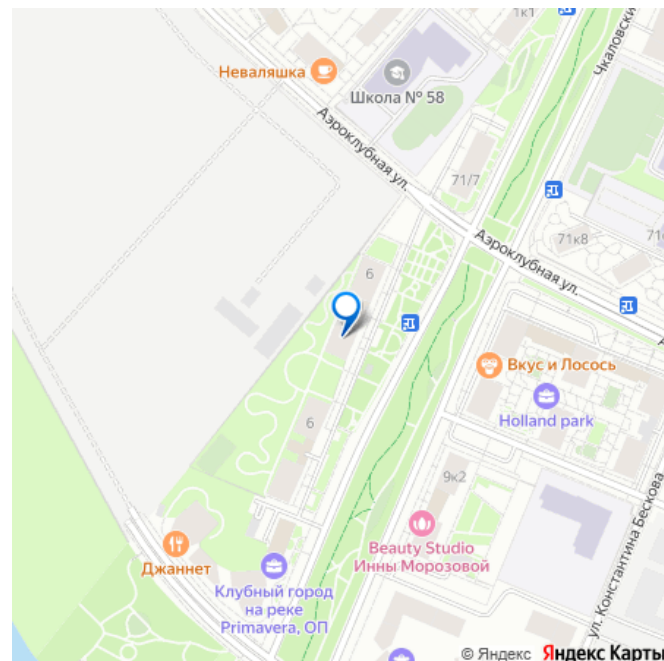 1к1
Чкаловски
Неваляшка
Школа № 58
Аэроклубная ул.
71/7
Аэроклубная ул.
71к8
6
Вкус и Лосось
Holland park
6
9к2
Beauty Studio
Инны Морозовой
ул. Константина Бескова
Джаннет
Клубный город
на реке
Primavera, ОП
© Яндекс Яндекс Карты